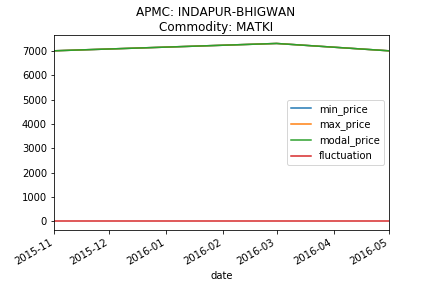 APMC: INDAPUR-BHIGWAN
Commodity: MATKI
7000
6000
5000
4000
3000
2000
1000
0
min_price
max_price
modal_price
fluctuation
2015-11
2015-12
2016-01
2016-02
2016-03
2016-04
2016-05
date